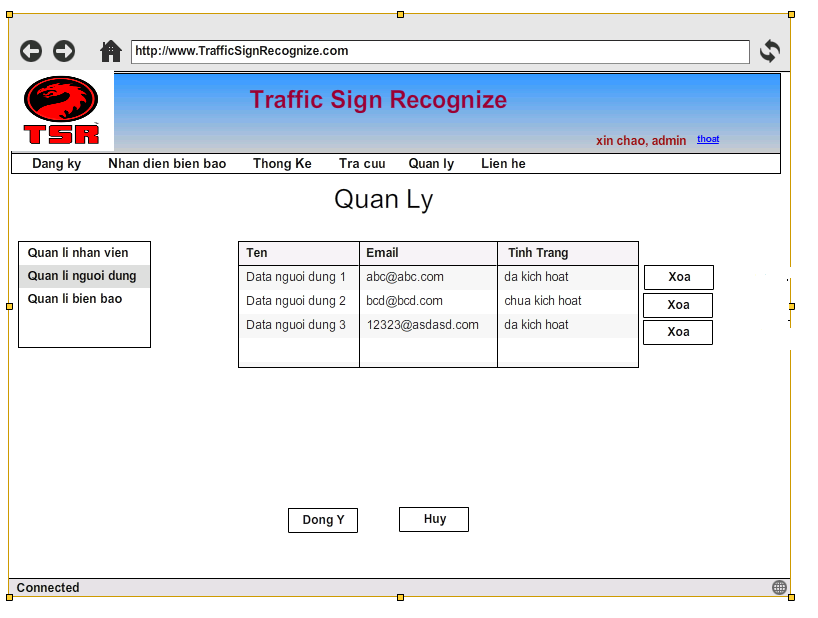 http://www.TrafficSignRecognize.com
TSR
Traffic Sign Recognize
xin chao, admin thoat
Dang ky Nhan dien bien bao Thong Ke Tra cuu Quan ly Lien he
Quan Ly
Quan li nhan vien
Quan li nguoi dung
Quan li bien bao
Ten Email Tinh Trang
Data nguoi dung 1 abc@abc.com da kich hoat Xoa
Data nguoi dung 2 bcd@bcd.com chua kich hoat Xoa
Data nguoi dung 3 12323@asdasd.com da kich hoat Xoa
Dong Y Huy
Connected